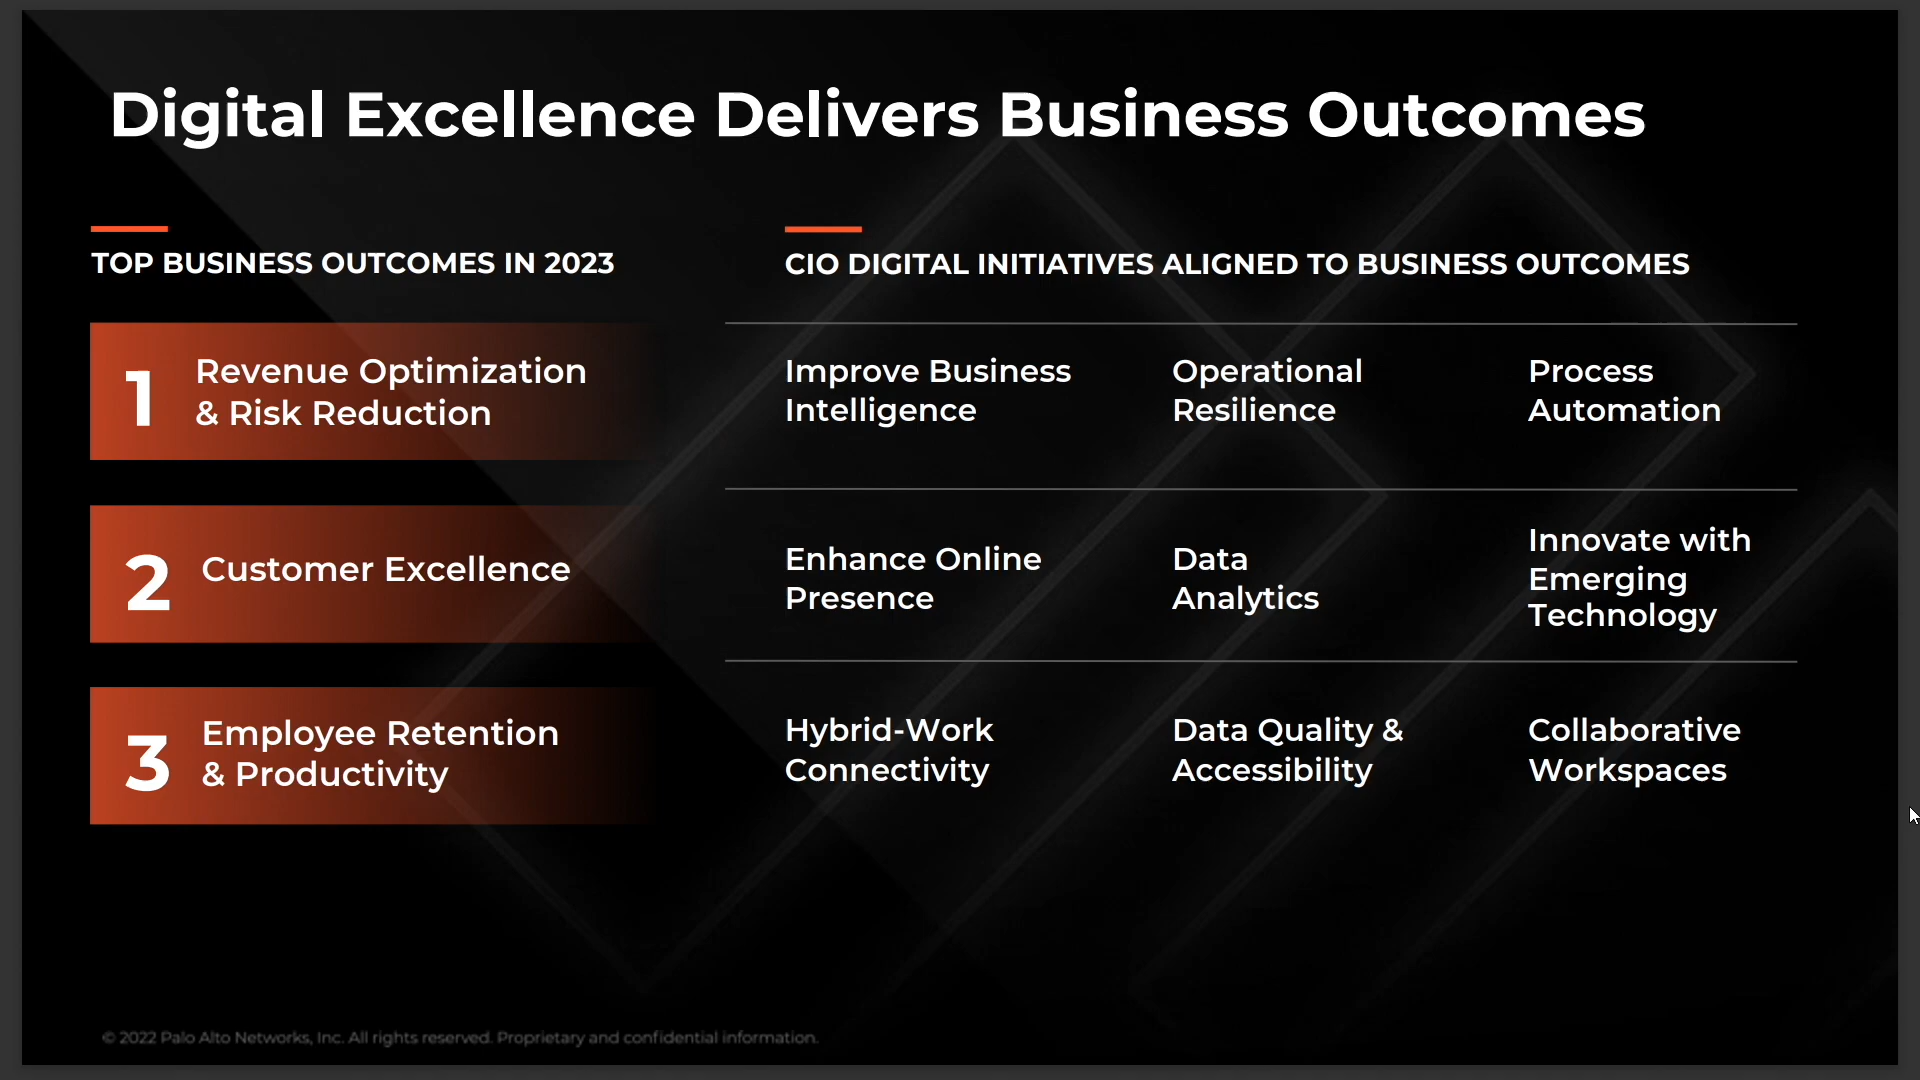 Digital Excellence Delivers Business Outcomes
TOP BUSINESS OUTCOMES IN 2023
CIO DIGITAL INITIATIVES ALIGNED TO BUSINESS OUTCOMES
1
Revenue Optimization
& Risk Reduction
Improve Business
Intelligence
Operational
Resilience
Process
Automation
2
Customer Excellence
Enhance Online
Presence
Data
Analytics
Innovate with
Emerging
Technology
3
Employee Retention
& Productivity
Hybrid-Work
Connectivity
Data Quality &
Accessibility
Collaborative
Workspaces
© 2022 Palo Alto Networks, Inc. All rights reserved. Proprietary and confidential information.